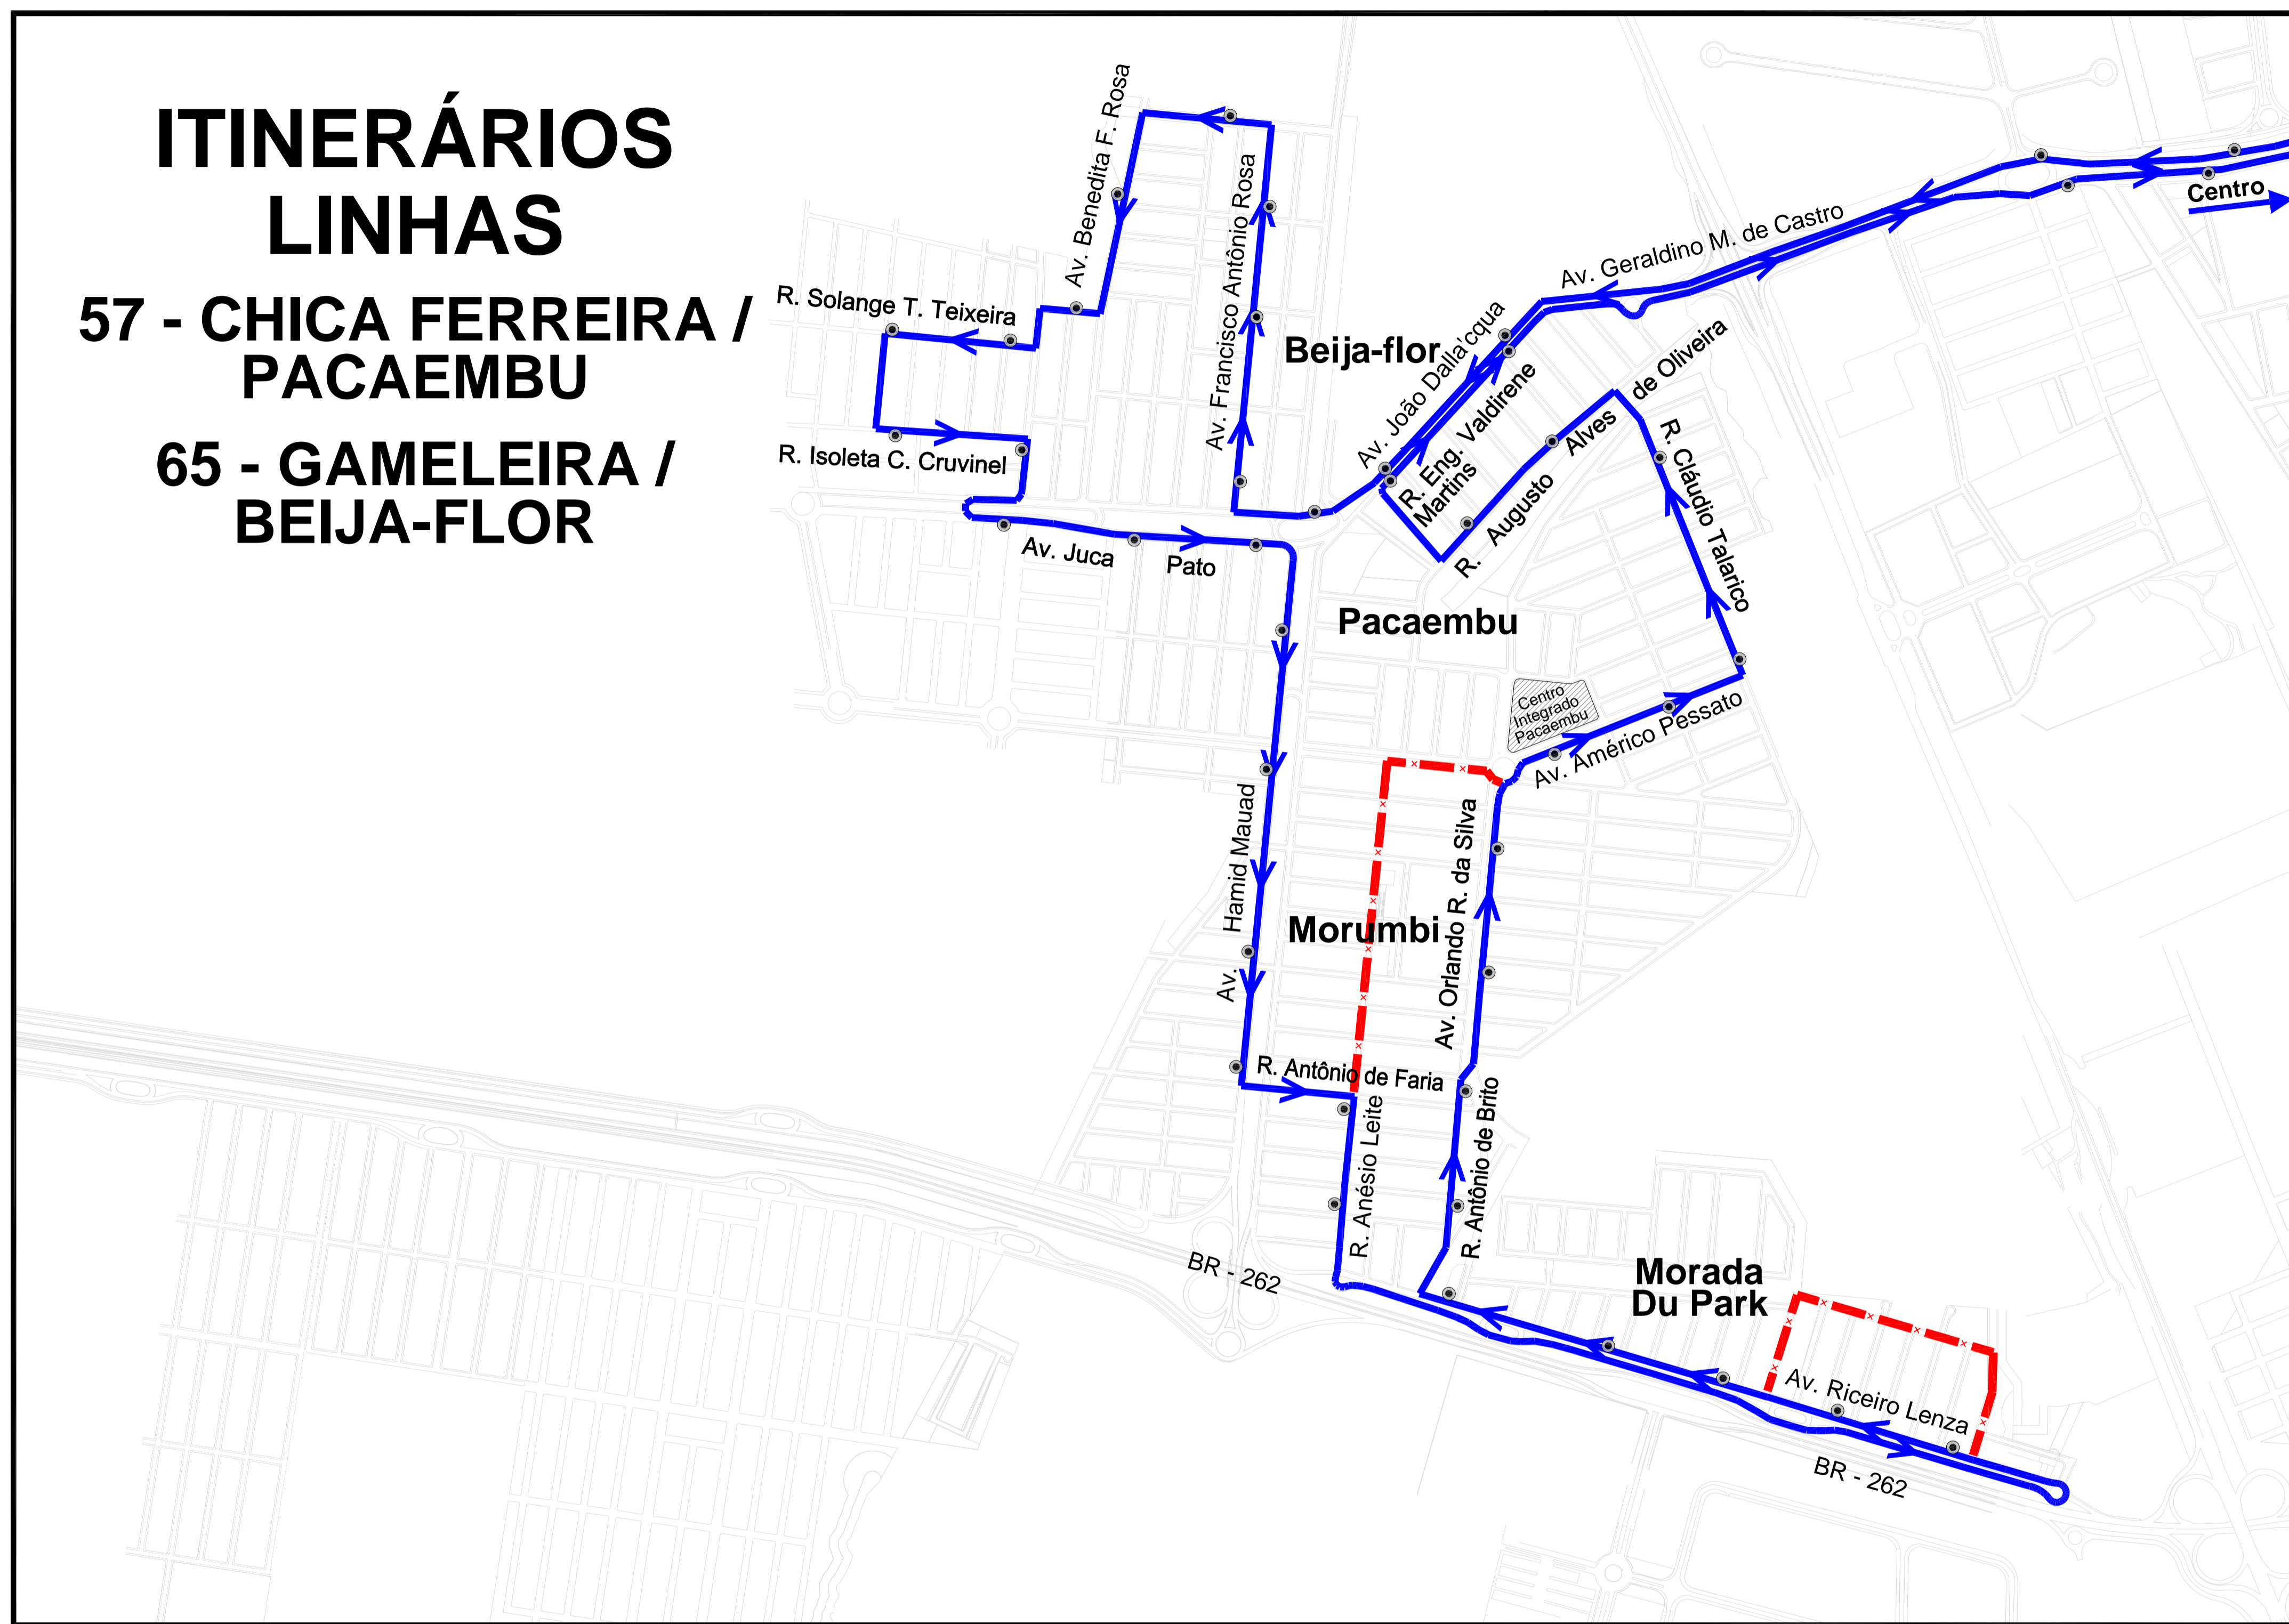 ITINERÁRIOS
LINHAS
57 - CHICA FERREIRA /
PACAEMBU
65 - GAMELEIRA /
BEIJA-FLOR
Av. Benedita F. Rosa
Av. Francisco Antônio Rosa
R. Solange T. Teixeira
R. Isoleta C. Cruvinel
Av. Juca Pato
Beija-flor
Av. João Dalla'cqua
R. Eng. Valdirene
Martins
Av. Geraldino M. de Castro
Centro
R. Augusto Alves de Oliveira
R. Cláudio Talarico
Pacaembu
Centro
Integrado
Pacaembu
Av. Américo Pessato
Av. Hamid Mauad
Morumbi
Av. Orlando R. da Silva
R. Antônio de Faria
R. Anésio Leite
R. Antônio de Brito
BR - 262
Morada
Du Park
Av. Riceiro Lenza
BR - 262